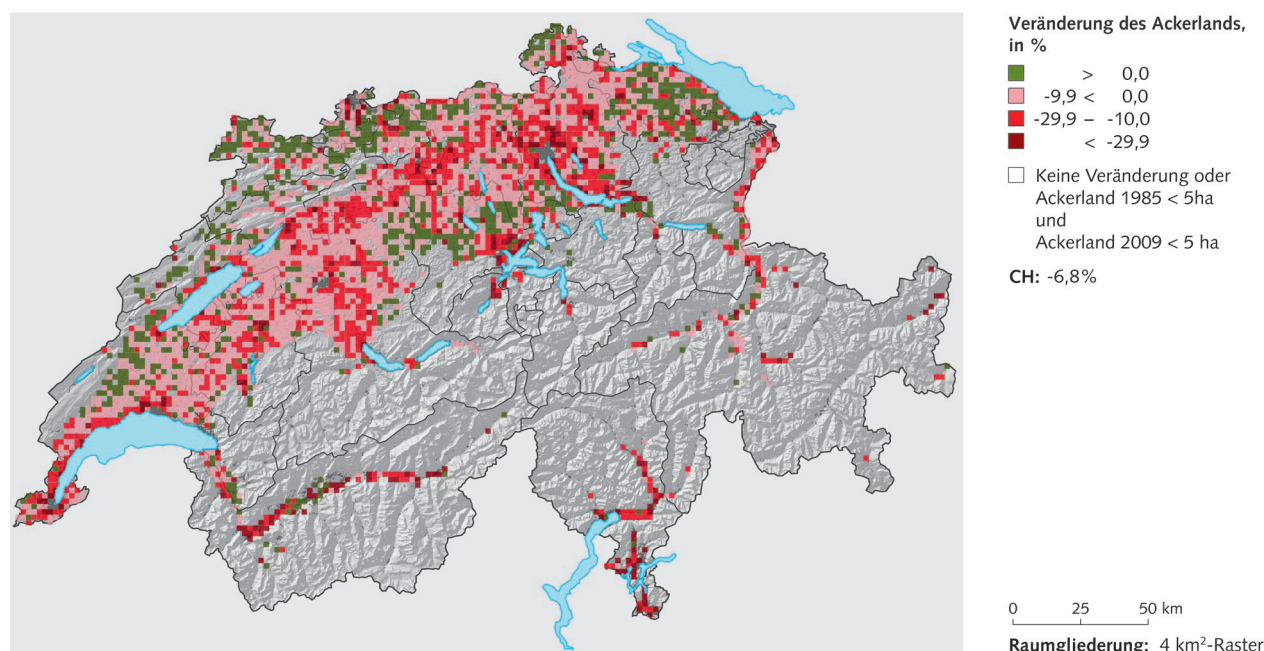 Veränderung des Ackerlands,
in %
> 0,0
-9,9 < 0,0
-29,9 – -10,0
< -29,9
Keine Veränderung oder
Ackerland 1985 < 5ha
und
Ackerland 2009 < 5 ha
CH: -6,8%
0 25 50 km
Raumgliederung: 4 km²-Raster